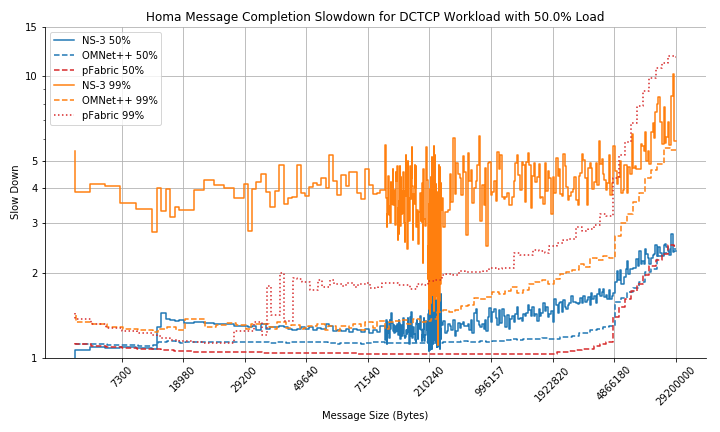 Homa Message Completion Slowdown for DCTCP Workload with 50.0% Load
NS-3 50%
OMNet++ 50%
pFabric 50%
NS-3 99%
OMNet++ 99%
pFabric 99%
15
10
5
4
3
2
1
Slow Down
7300
18980
29200
49640
71540
210240
996157
1922820
4866180
29200000
Message Size (Bytes)